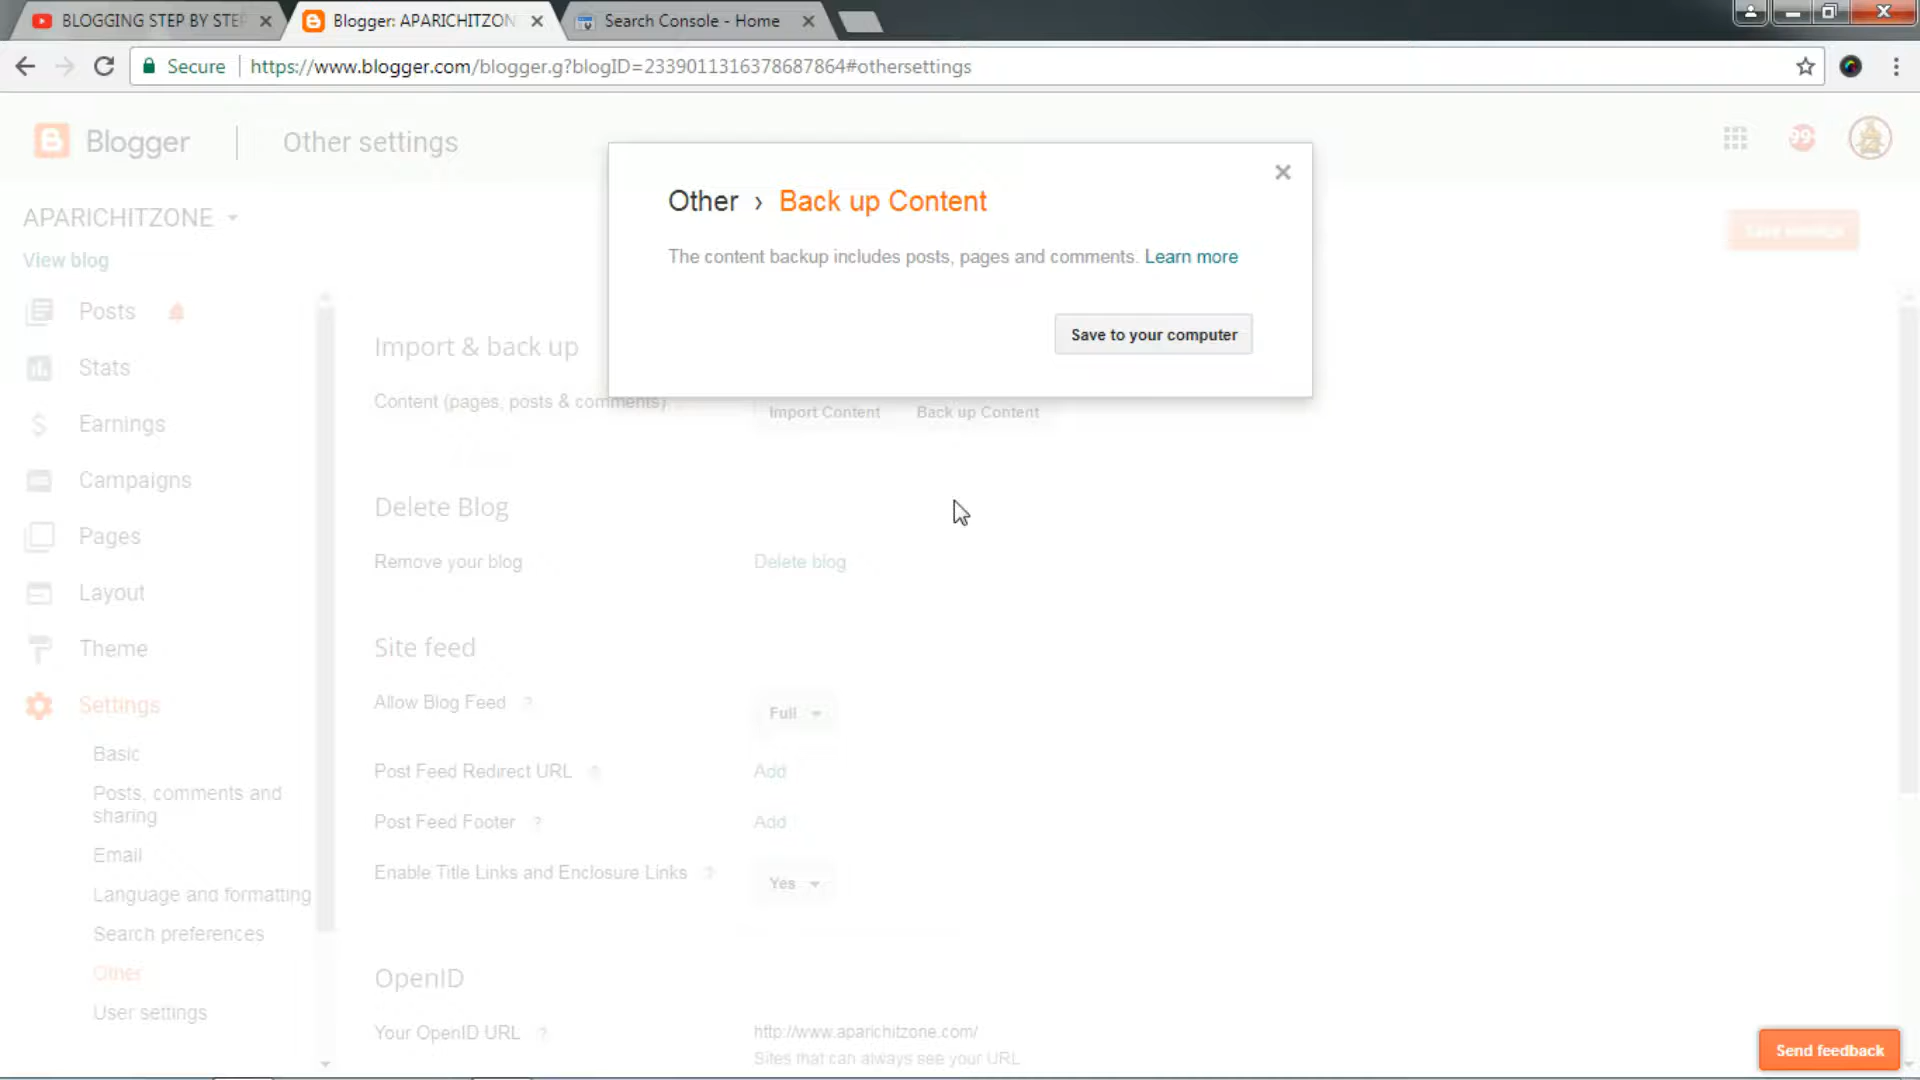 BLOGGING STEP BY STEP
Blogger: APARICHITZON
Search Console - Home
Secure
https://www.blogger.com/blogger.g?blogID=2339011316378687864#othersettings
Blogger
Other settings
99
APARICHITZONE
View blog
Save settings
Other › Back up Content
The content backup includes posts, pages and comments. Learn more
Save to your computer
Posts
Stats
Earnings
Campaigns
Pages
Layout
Theme
Settings
Basic
Posts, comments and
sharing
Email
Language and formatting
Search preferences
Other
User settings
Import & back up
Content (pages, posts & comments)
Import Content
Back up Content
Delete Blog
Remove your blog
Delete blog
Site feed
Allow Blog Feed ?
Full
Post Feed Redirect URL ?
Add
Post Feed Footer ?
Add
Enable Title Links and Enclosure Links ?
Yes
OpenID
Your OpenID URL ?
http://www.aparichitzone.com/
Sites that can always see your URL
Send feedback